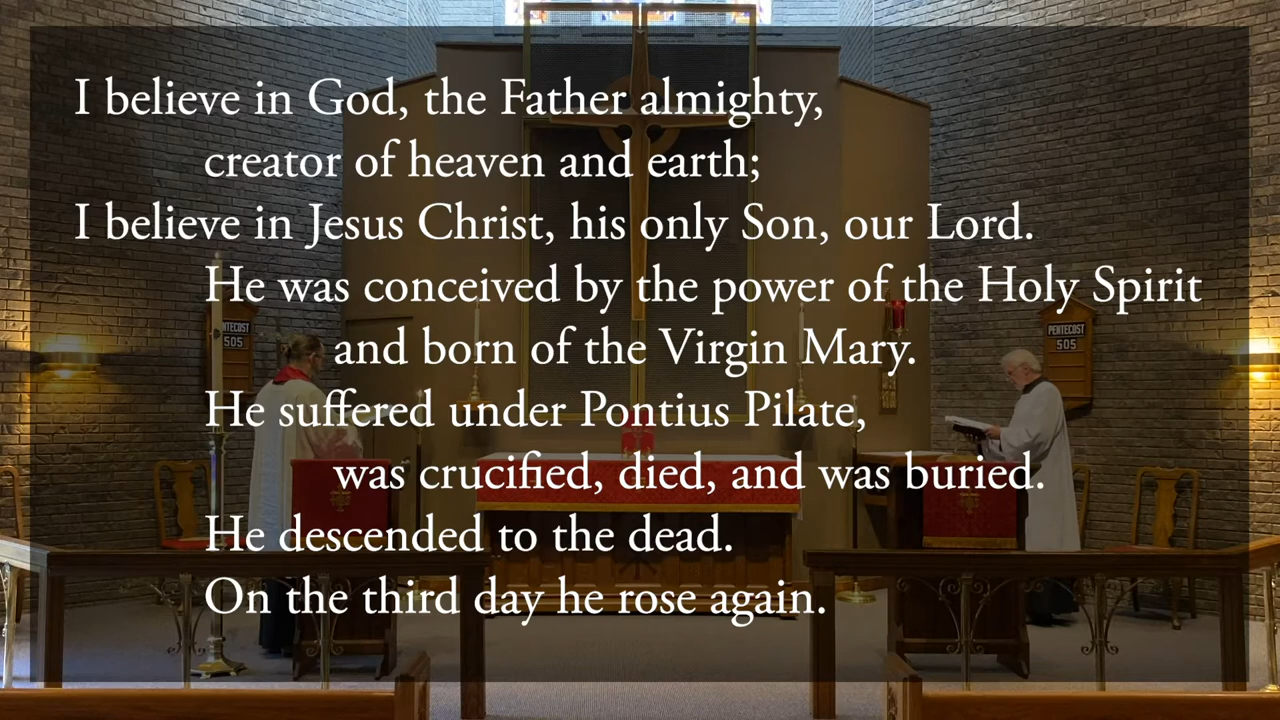 I believe in God, the Father almighty,
creator of heaven and earth;
I believe in Jesus Christ, his only Son, our Lord.
He was conceived by the power of the Holy Spirit
and born of the Virgin Mary.
He suffered under Pontius Pilate,
was crucified, died, and was buried.
He descended to the dead.
On the third day he rose again.
PENTECOST
505
PENTECOST
505